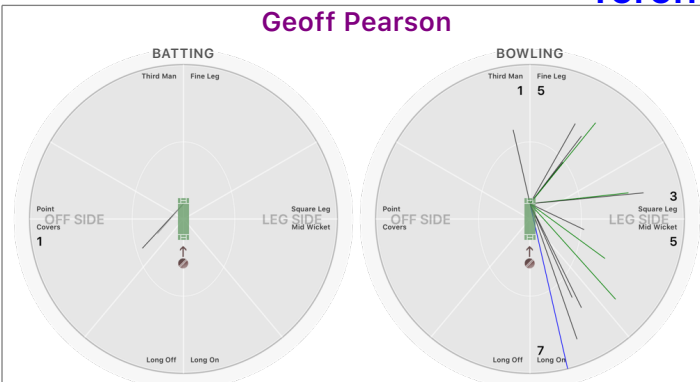 Geoff Pearson
BATTING
BOWLING
Third Man
Fine Leg
Third Man
Fine Leg
1
5
Point
OFF SIDE
Covers
1
Square Leg
LEG SIDE
Mid Wicket
Point
OFF SIDE
Covers
3
Square Leg
LEG SIDE
Mid Wicket
5
Long Off
Long On
7
Long Off
Long On